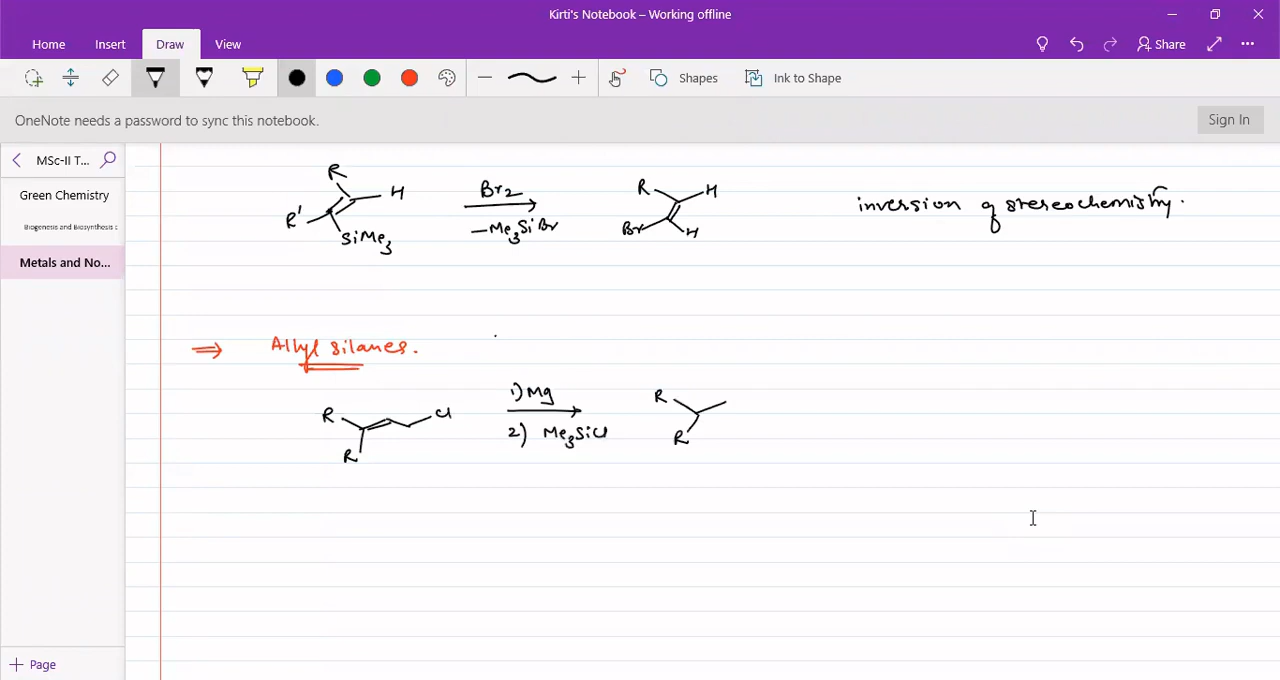 Kirti's Notebook – Working offline
Home Insert Draw View Share
Shapes Ink to Shape
OneNote needs a password to sync this notebook. Sign In
MSc-II T...
Green Chemistry
Biogenesis and Biosynthesis :
Metals and No...
Page
R H R' SiMe3
Br2
–Me3SiBr
R H Br H
inversion of stereochemistry.
⇒ Allyl silanes.
R Cl R
1) Mg
2) Me3SiCl
R R